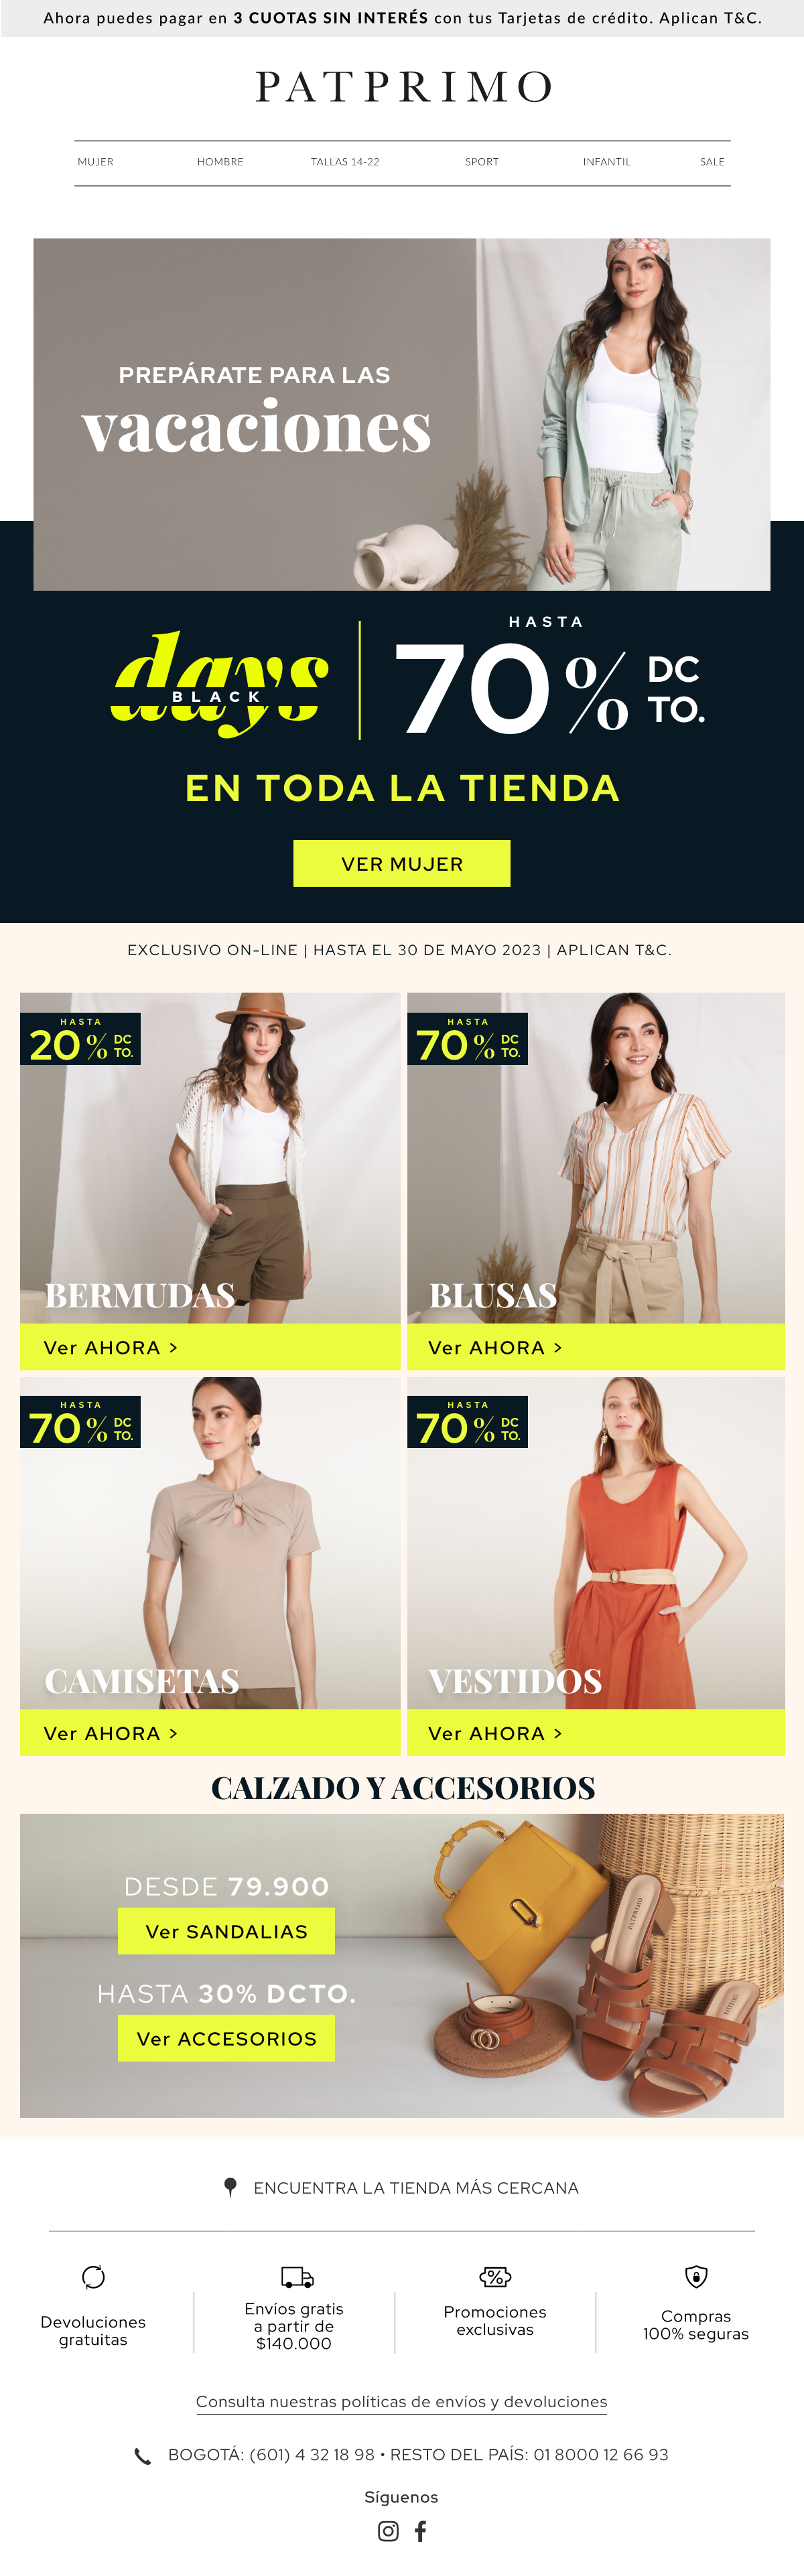 Ahora puedes pagar en 3 CUOTAS SIN INTERÉS con tus Tarjetas de crédito. Aplican T&C.
PATPRIMO
MUJER HOMBRE TALLAS 14-22 SPORT INFANTIL SALE
PREPÁRATE PARA LAS
vacaciones
days
BLACK
HASTA
70% DC
TO.
EN TODA LA TIENDA
VER MUJER
EXCLUSIVO ON-LINE | HASTA EL 30 DE MAYO 2023 | APLICAN T&C.
HASTA
20% DC
TO.
BERMUDAS
Ver AHORA >
HASTA
70% DC
TO.
BLUSAS
Ver AHORA >
HASTA
70% DC
TO.
CAMISETAS
Ver AHORA >
HASTA
70% DC
TO.
VESTIDOS
Ver AHORA >
CALZADO Y ACCESORIOS
DESDE 79.900
Ver SANDALIAS
HASTA 30% DCTO.
Ver ACCESORIOS
PATPRIMO
PATPRIMO
ENCUENTRA LA TIENDA MÁS CERCANA
Devoluciones
gratuitas
Envíos gratis
a partir de
$140.000
Promociones
exclusivas
Compras
100% seguras
Consulta nuestras políticas de envíos y devoluciones
BOGOTÁ: (601) 4 32 18 98 • RESTO DEL PAÍS: 01 8000 12 66 93
Síguenos